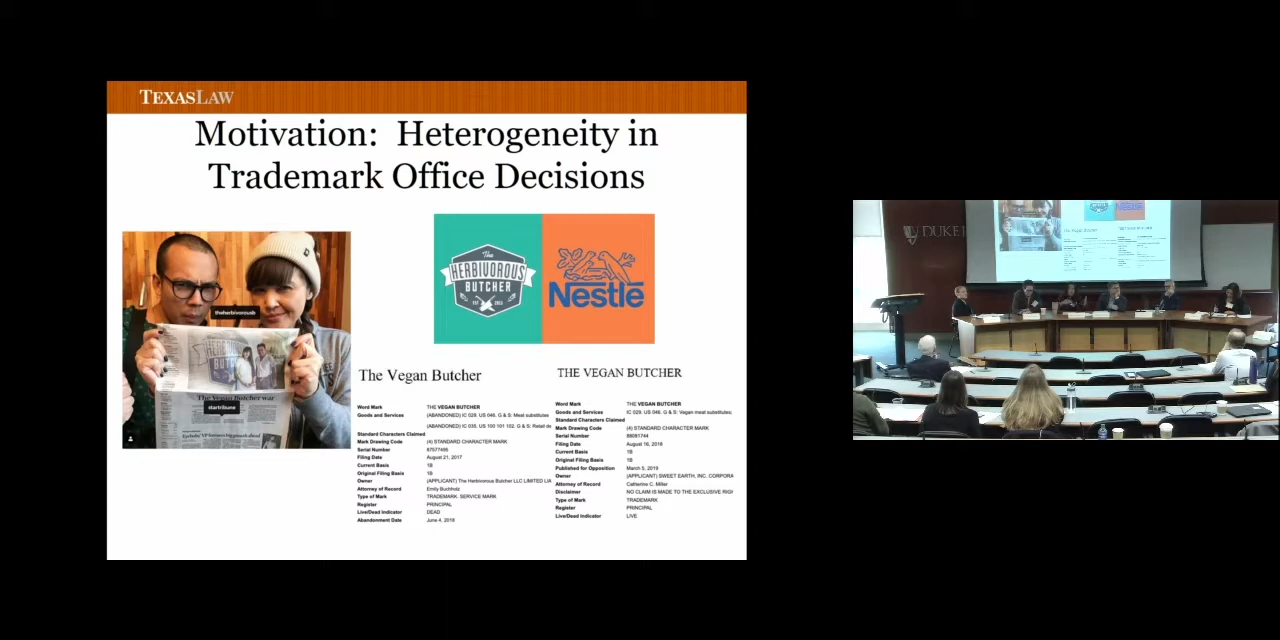 TEXASLAW
Motivation: Heterogeneity in
Trademark Office Decisions
theherbivorousb
startribune
The
HERBIVOROUS
BUTCHER
Nestlé
The Vegan Butcher
Word Mark THE VEGAN BUTCHER
Goods and Services (ABANDONED) IC 029. US 046. G & S: Meat substitutes
(ABANDONED) IC 035. US 100 101 102. G & S: Retail de
Standard Characters Claimed
Mark Drawing Code (4) STANDARD CHARACTER MARK
Serial Number 87577495
Filing Date August 21, 2017
Current Basis 1B
Original Filing Basis 1B
Owner (APPLICANT) The Herbivorous Butcher LLC LIMITED LIA
Attorney of Record Emily Buchholz
Type of Mark TRADEMARK. SERVICE MARK
Register PRINCIPAL
Live/Dead Indicator DEAD
Abandonment Date June 4, 2018
THE VEGAN BUTCHER
Word Mark THE VEGAN BUTCHER
Goods and Services IC 029. US 046. G & S: Vegan meat substitutes;
Standard Characters Claimed
Mark Drawing Code (4) STANDARD CHARACTER MARK
Serial Number 88081744
Filing Date August 16, 2018
Current Basis 1B
Original Filing Basis 1B
Published for Opposition March 5, 2019
Owner (APPLICANT) SWEET EARTH, INC. CORPORA
Attorney of Record Catherine C. Miller
Disclaimer NO CLAIM IS MADE TO THE EXCLUSIVE RIGH
Type of Mark TRADEMARK
Register PRINCIPAL
Live/Dead Indicator LIVE
DUKE